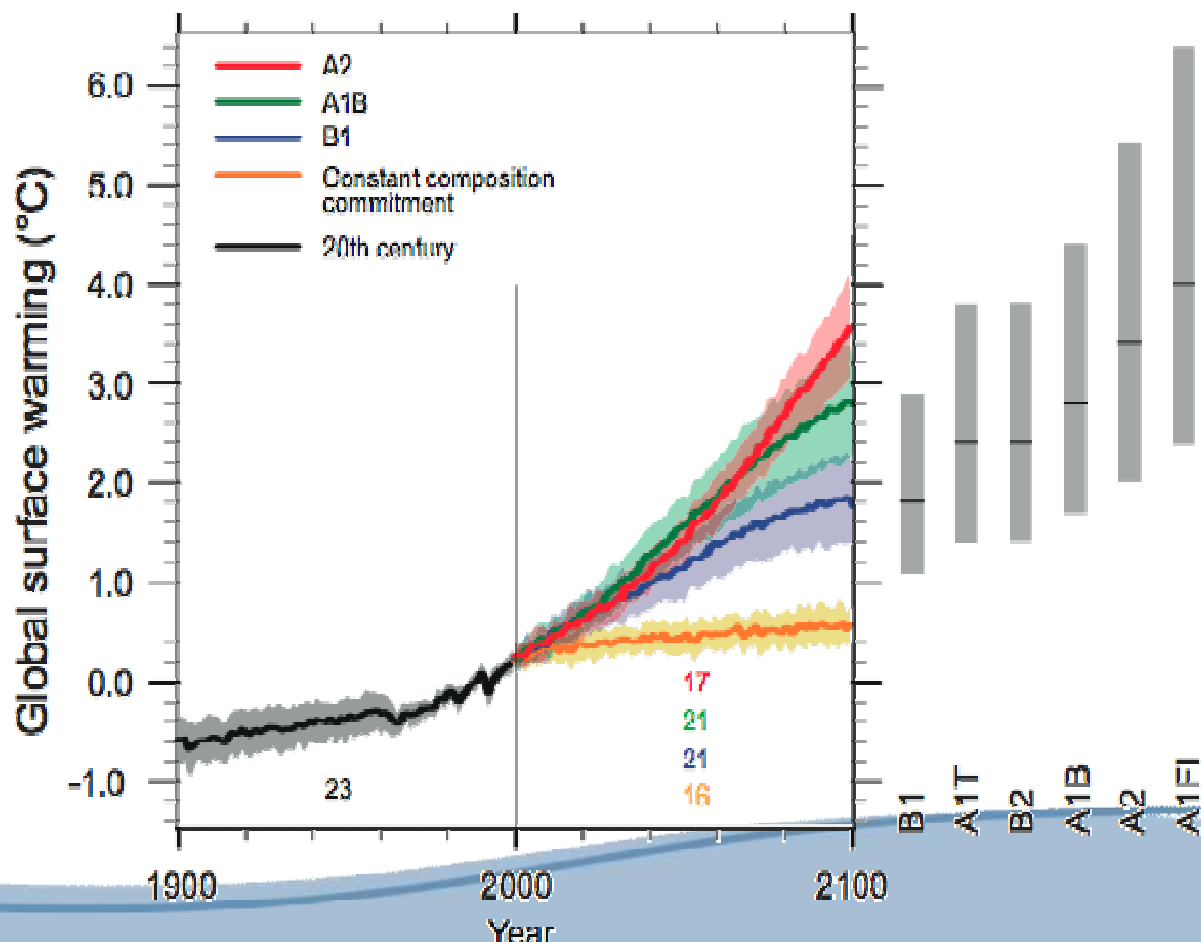 A2
A1B
B1
Constant composition
commitment
20th century
Global surface warming (°C)
6.0
5.0
4.0
3.0
2.0
1.0
0.0
-1.0
17
21
21
16
23
B1
A1T
B2
A1B
A2
A1FI
1900
2000
2100
Year